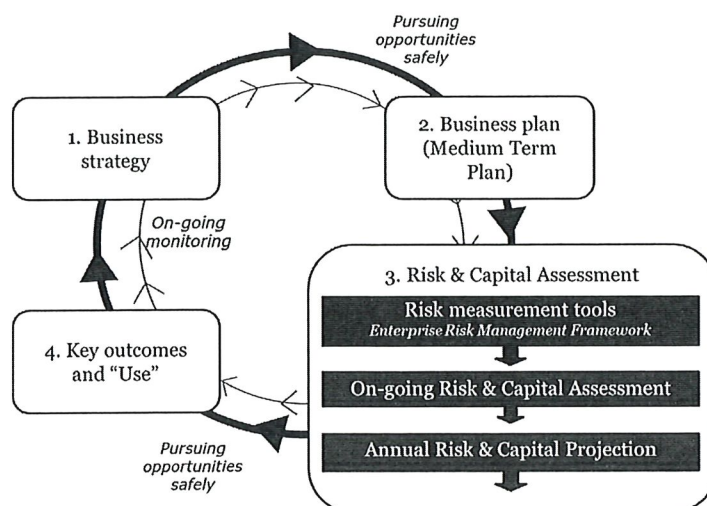 Pursuing
opportunities
safely
1. Business
strategy
2. Business plan
(Medium Term
Plan)
On-going
monitoring
3. Risk & Capital Assessment
Risk measurement tools
Enterprise Risk Management Framework
On-going Risk & Capital Assessment
Annual Risk & Capital Projection
4. Key outcomes
and “Use”
Pursuing
opportunities
safely